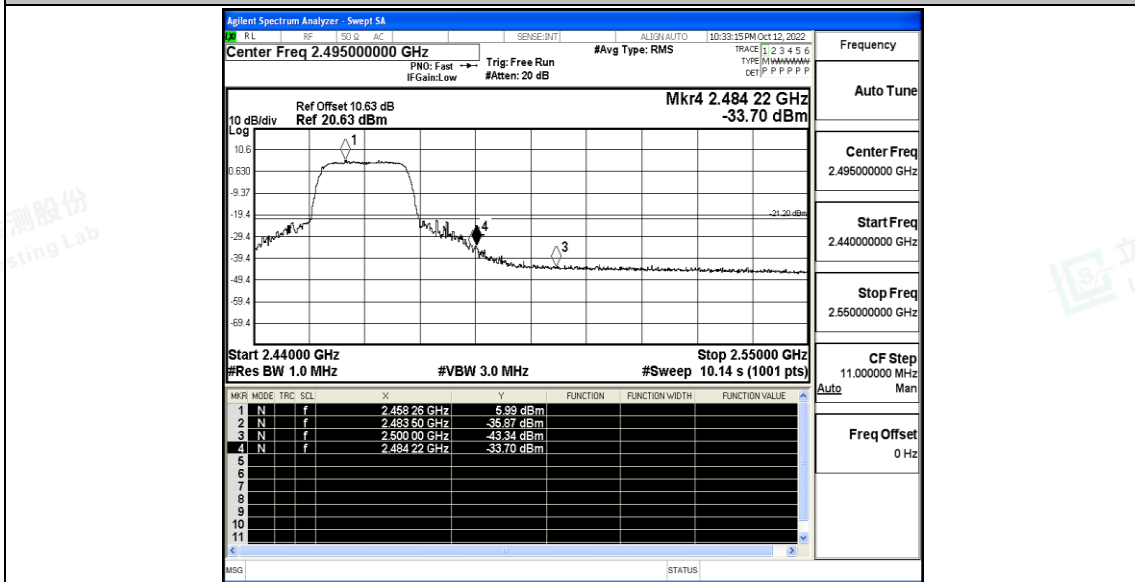 Agilent Spectrum Analyzer - Swept SA
LXI RL RF 50 Ω AC SENSE:INT ALIGN AUTO 10:33:15 PM Oct 12, 2022
Center Freq 2.495000000 GHz #Avg Type: RMS TRACE 1 2 3 4 5 6
PNO: Fast Trig: Free Run TYPE M WWWWW
IFGain:Low #Atten: 20 dB DET P P P P P P
Mkr4 2.484 22 GHz
Ref Offset 10.63 dB
10 dB/div Ref 20.63 dBm -33.70 dBm
Log
1
10.6
0.630
-9.37
-19.4
-21.20 dBm
4
-29.4
3
-39.4
-49.4
-59.4
-69.4
Start 2.44000 GHz Stop 2.55000 GHz
#Res BW 1.0 MHz #VBW 3.0 MHz #Sweep 10.14 s (1001 pts)
MKR MODE TRC SCL X Y FUNCTION FUNCTION WIDTH FUNCTION VALUE
1 N f 2.458 26 GHz 5.99 dBm
2 N f 2.483 50 GHz -35.87 dBm
3 N f 2.500 00 GHz -43.34 dBm
4 N f 2.484 22 GHz -33.70 dBm
5
6
7
8
9
10
11
MSG STATUS
Frequency
Auto Tune
Center Freq
2.495000000 GHz
Start Freq
2.440000000 GHz
Stop Freq
2.550000000 GHz
CF Step
11.000000 MHz
Auto Man
Freq Offset
0 Hz
测股份
sting Lab
立